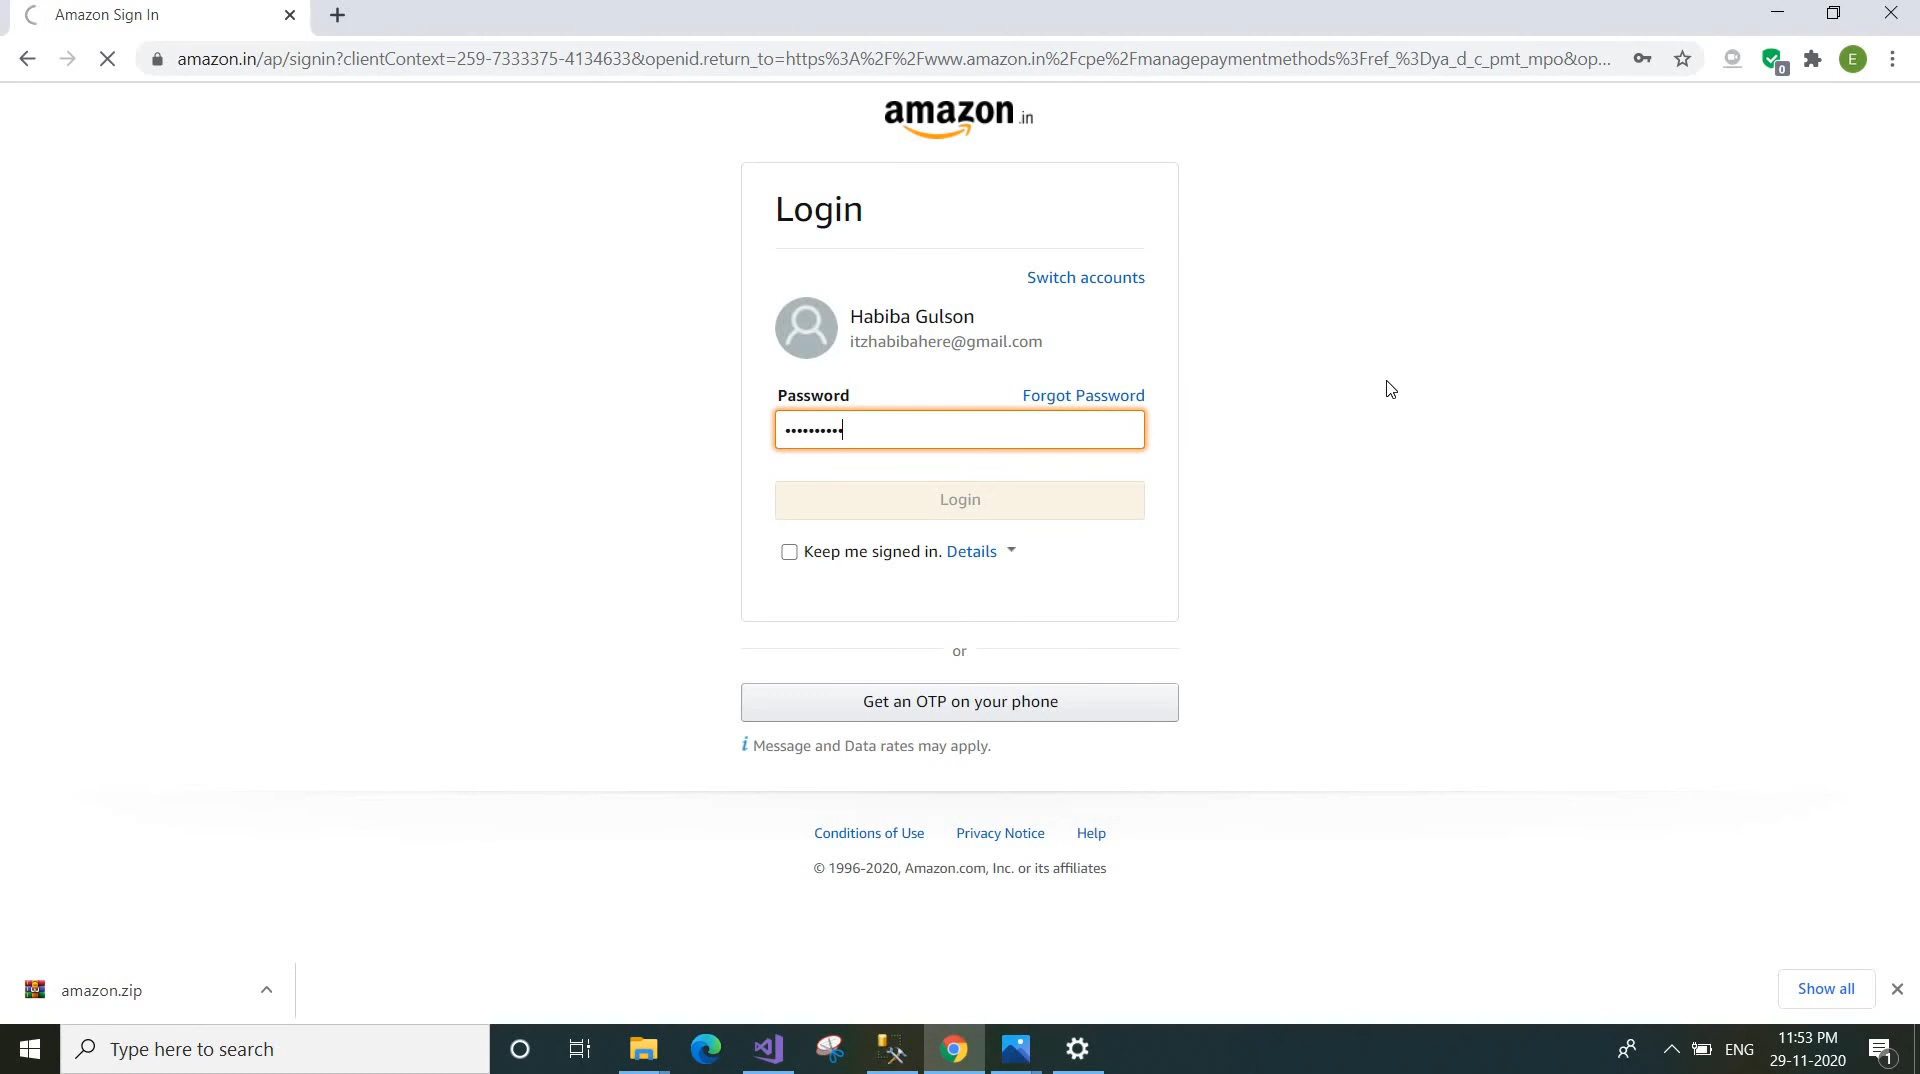 Amazon Sign In
amazon.in/ap/signin?clientContext=259-7333375-4134633&openid.return_to=https%3A%2F%2Fwww.amazon.in%2Fcpe%2Fmanagepaymentmethods%3Fref_%3Dya_d_c_pmt_mpo&op...
0
E
amazon.in
Login
Switch accounts
Habiba Gulson
itzhabibahere@gmail.com
Password Forgot Password
••••••••••
Login
Keep me signed in. Details
or
Get an OTP on your phone
i Message and Data rates may apply.
Conditions of Use Privacy Notice Help
© 1996-2020, Amazon.com, Inc. or its affiliates
amazon.zip
Show all
Type here to search
ENG
11:53 PM
29-11-2020
1